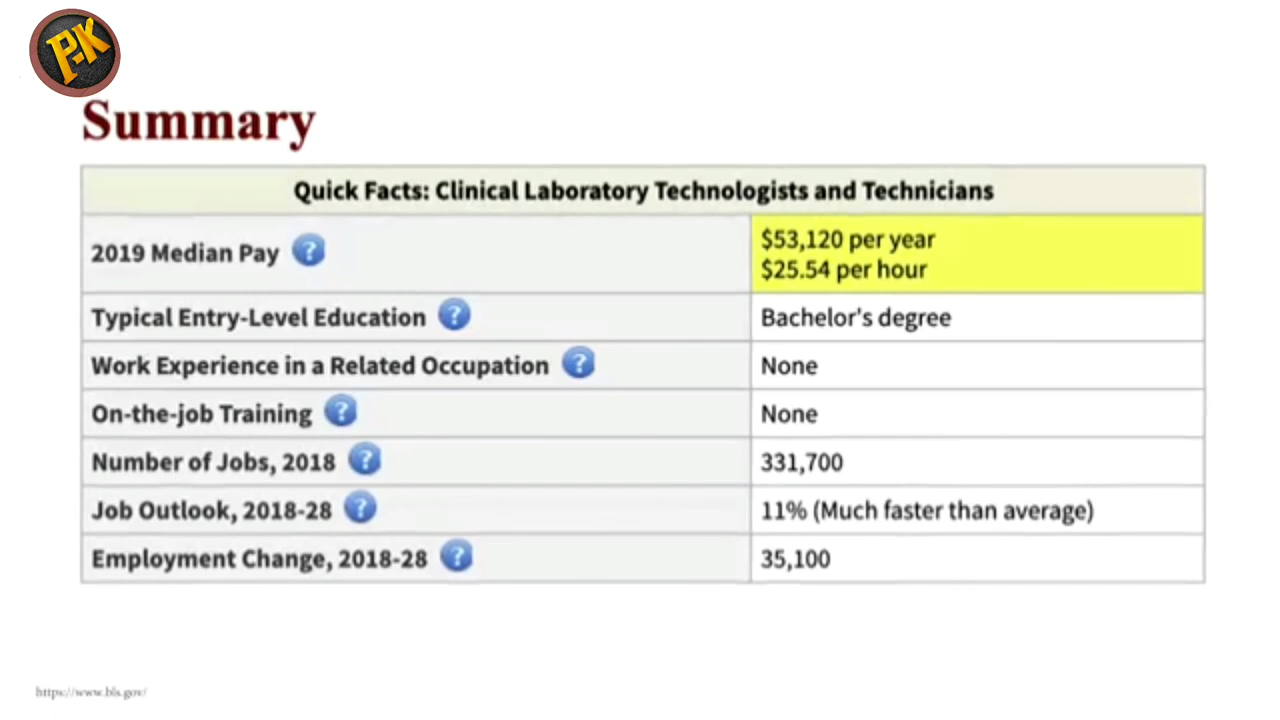 P-K
Summary
Quick Facts: Clinical Laboratory Technologists and Technicians
2019 Median Pay ? $53,120 per year
$25.54 per hour
Typical Entry-Level Education ? Bachelor's degree
Work Experience in a Related Occupation ? None
On-the-job Training ? None
Number of Jobs, 2018 ? 331,700
Job Outlook, 2018-28 ? 11% (Much faster than average)
Employment Change, 2018-28 ? 35,100
https://www.bls.gov/